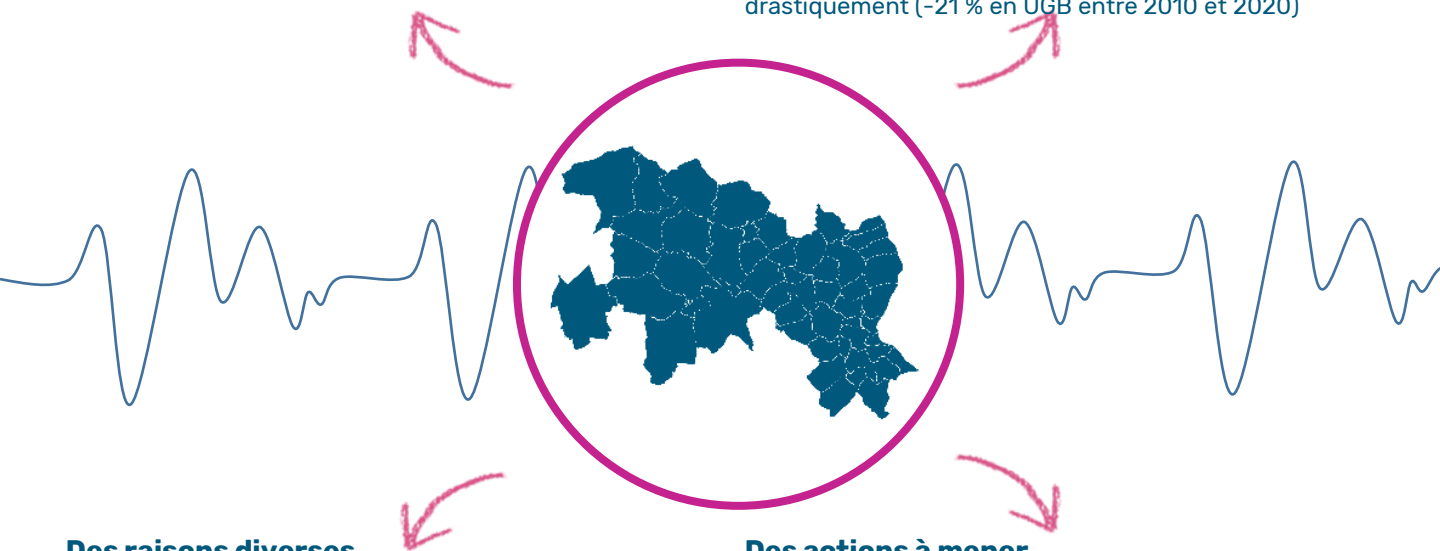 drastiquement (-21 % en UGB entre 2010 et 2020)
Des raisons diverses
Des actions à mener